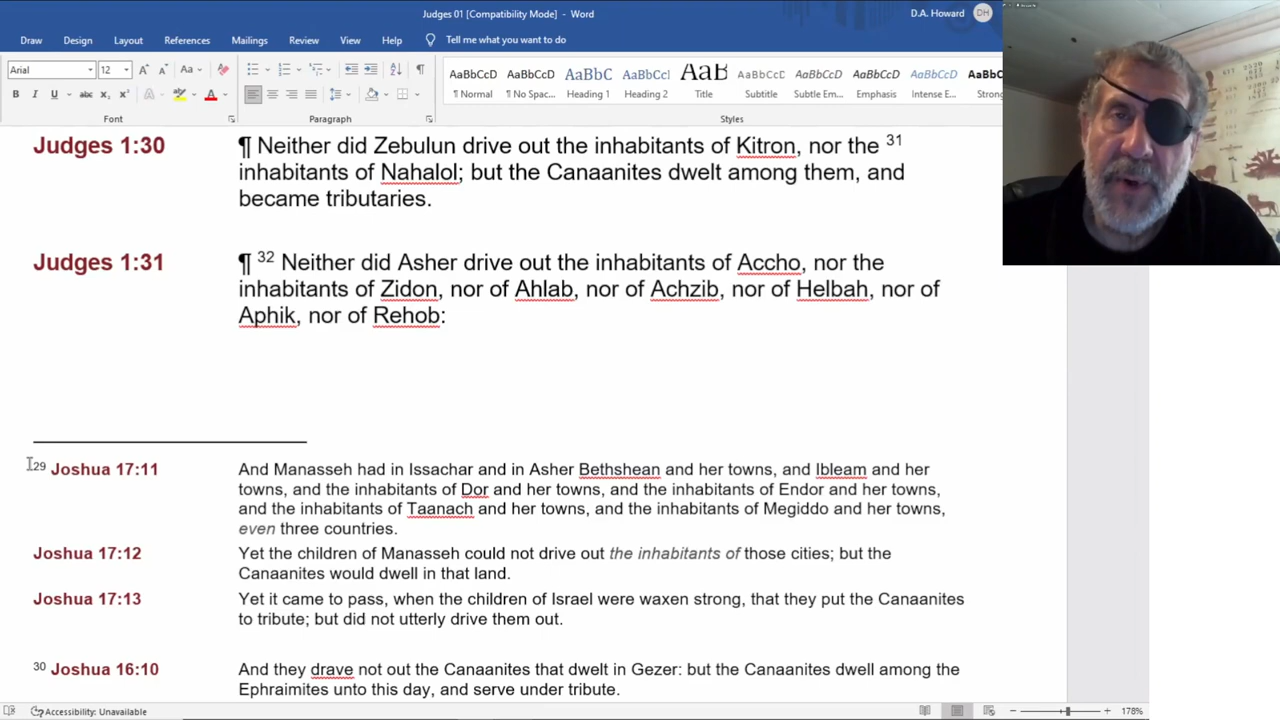 Judges 01 [Compatibility Mode] - Word
D.A. Howard
DH
Draw Design Layout References Mailings Review View Help Tell me what you want to do
Arial 12 Aa
AaBbCcD AaBbCcD AaBbC AaBbCcI AaB AaBbCcD AaBbCcD AaBbCcD AaBbCcD AaBbC
B I U abc x₂ x² A ab A
¶ Normal ¶ No Spac... Heading 1 Heading 2 Title Subtitle Subtle Em... Emphasis Intense E... Strong
Font Paragraph Styles
Judges 1:30 ¶ Neither did Zebulun drive out the inhabitants of Kitron, nor the 31
inhabitants of Nahalol; but the Canaanites dwelt among them, and
became tributaries.
Judges 1:31 ¶ 32 Neither did Asher drive out the inhabitants of Accho, nor the
inhabitants of Zidon, nor of Ahlab, nor of Achzib, nor of Helbah, nor of
Aphik, nor of Rehob:
29 Joshua 17:11 And Manasseh had in Issachar and in Asher Bethshean and her towns, and Ibleam and her
towns, and the inhabitants of Dor and her towns, and the inhabitants of Endor and her towns,
and the inhabitants of Taanach and her towns, and the inhabitants of Megiddo and her towns,
even three countries.
Joshua 17:12 Yet the children of Manasseh could not drive out the inhabitants of those cities; but the
Canaanites would dwell in that land.
Joshua 17:13 Yet it came to pass, when the children of Israel were waxen strong, that they put the Canaanites
to tribute; but did not utterly drive them out.
30 Joshua 16:10 And they drave not out the Canaanites that dwelt in Gezer: but the Canaanites dwell among the
Ephraimites unto this day, and serve under tribute.
Accessibility: Unavailable
178%